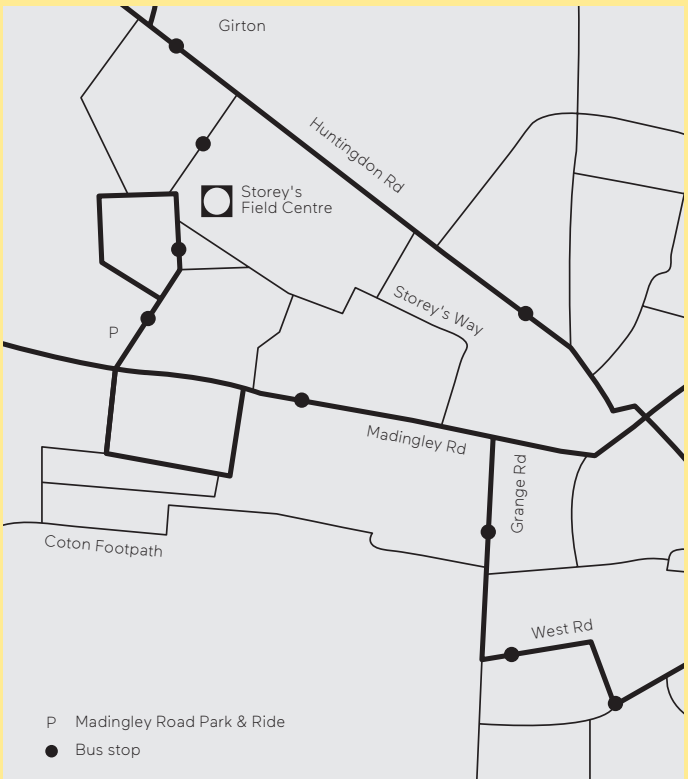 Girton
Huntingdon Rd
Storey's
Field Centre
Storey's Way
P
Madingley Rd
Grange Rd
Coton Footpath
West Rd
P Madingley Road Park & Ride
Bus stop